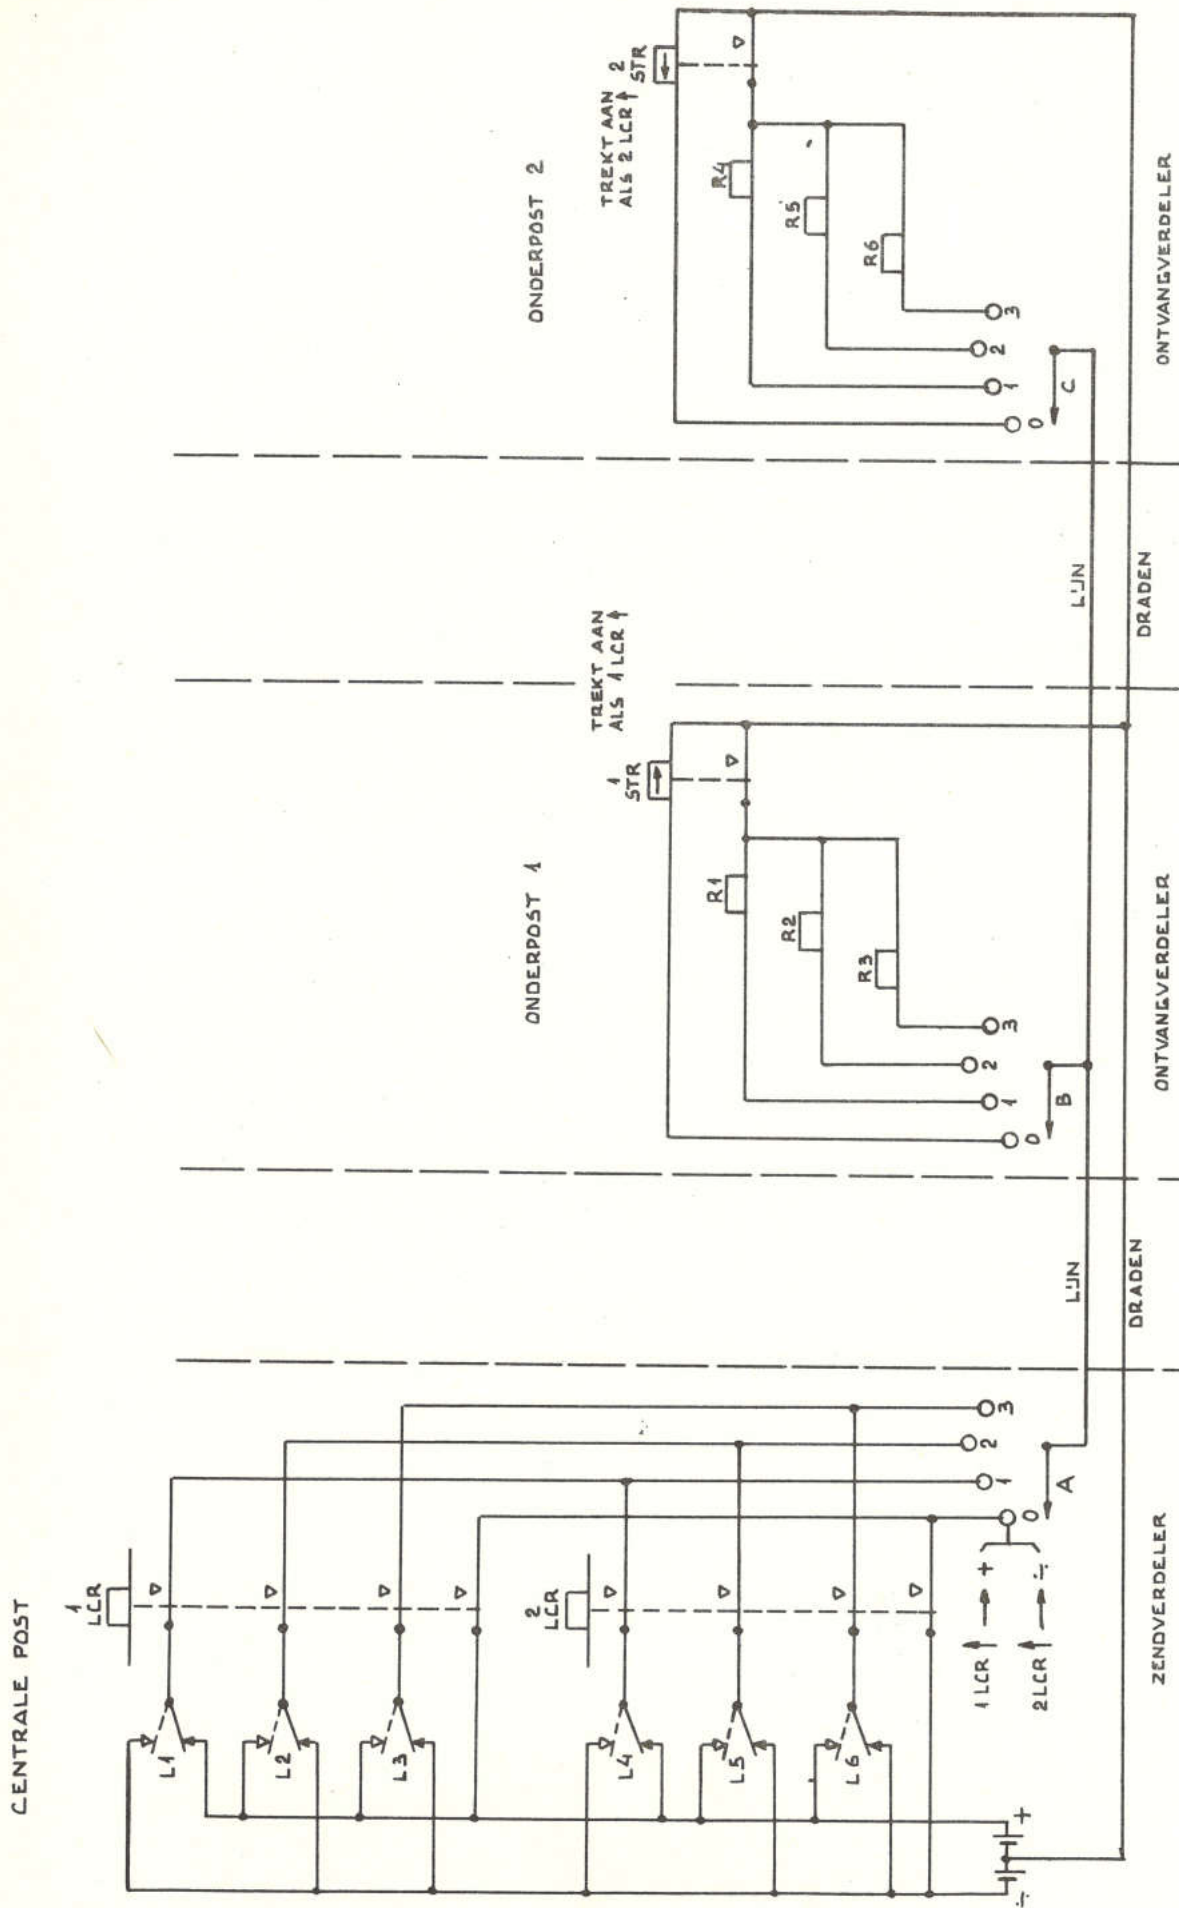 CENTRALE POST
1
LCR
L1
L2
L3
2
LCR
L4
L5
L6
+
÷
1 LCR ↑ → +
2 LCR ↑ → ÷
0
1
2
3
A
ZENDVERDELER
LIJN
DRADEN
ONDERPOST 1
1
STR
TREKT AAN
ALS 1 LCR ↑
R1
R2
R3
0
1
2
3
B
ONTVANGVERDELER
LIJN
DRADEN
ONDERPOST 2
2
STR
TREKT AAN
ALS 2 LCR ↑
R4
R5
R6
0
1
2
3
C
ONTVANGVERDELER